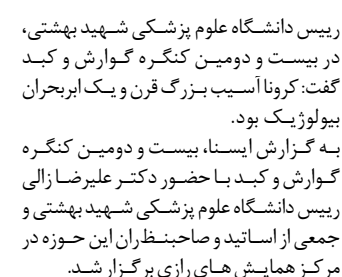 رییس دانشگاه علوم پزشکی شهید بهشتی،
در بیست و دومین کنگره گوارش و کبد
گفت: کرونا آسیب بزرگ قرن و یک ابربحران
بیولوژیک بود.
به گزارش ایسنا، بیست و دومین کنگره
گوارش و کبد با حضور دکتر علیرضا زالی
رییس دانشگاه علوم پزشکی شهید بهشتی و
جمعی از اساتید و صاحبنظران این حوزه در
مرکز همایش های رازی برگزار شد.